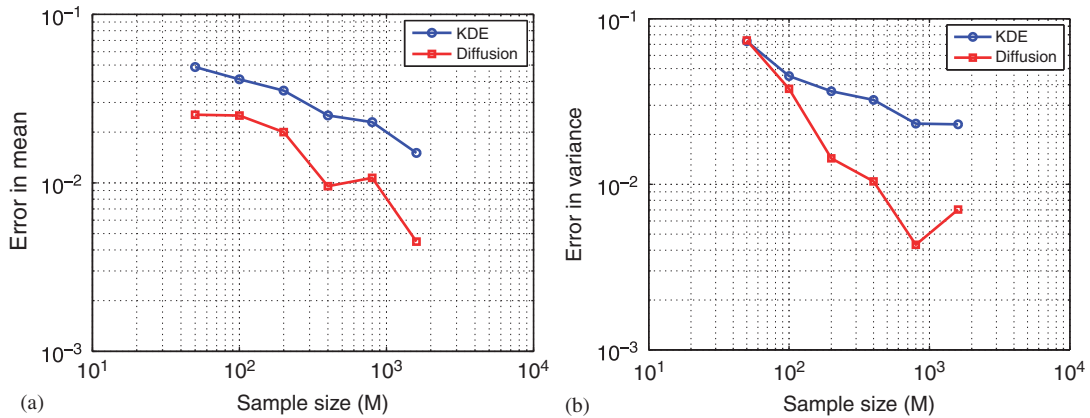 10⁻¹
KDE
Diffusion
Error in mean
10⁻²
10⁻³
10¹
10²
10³
10⁴
Sample size (M)
(a)
10⁻¹
KDE
Diffusion
Error in variance
10⁻²
10⁻³
10¹
10²
10³
10⁴
Sample size (M)
(b)